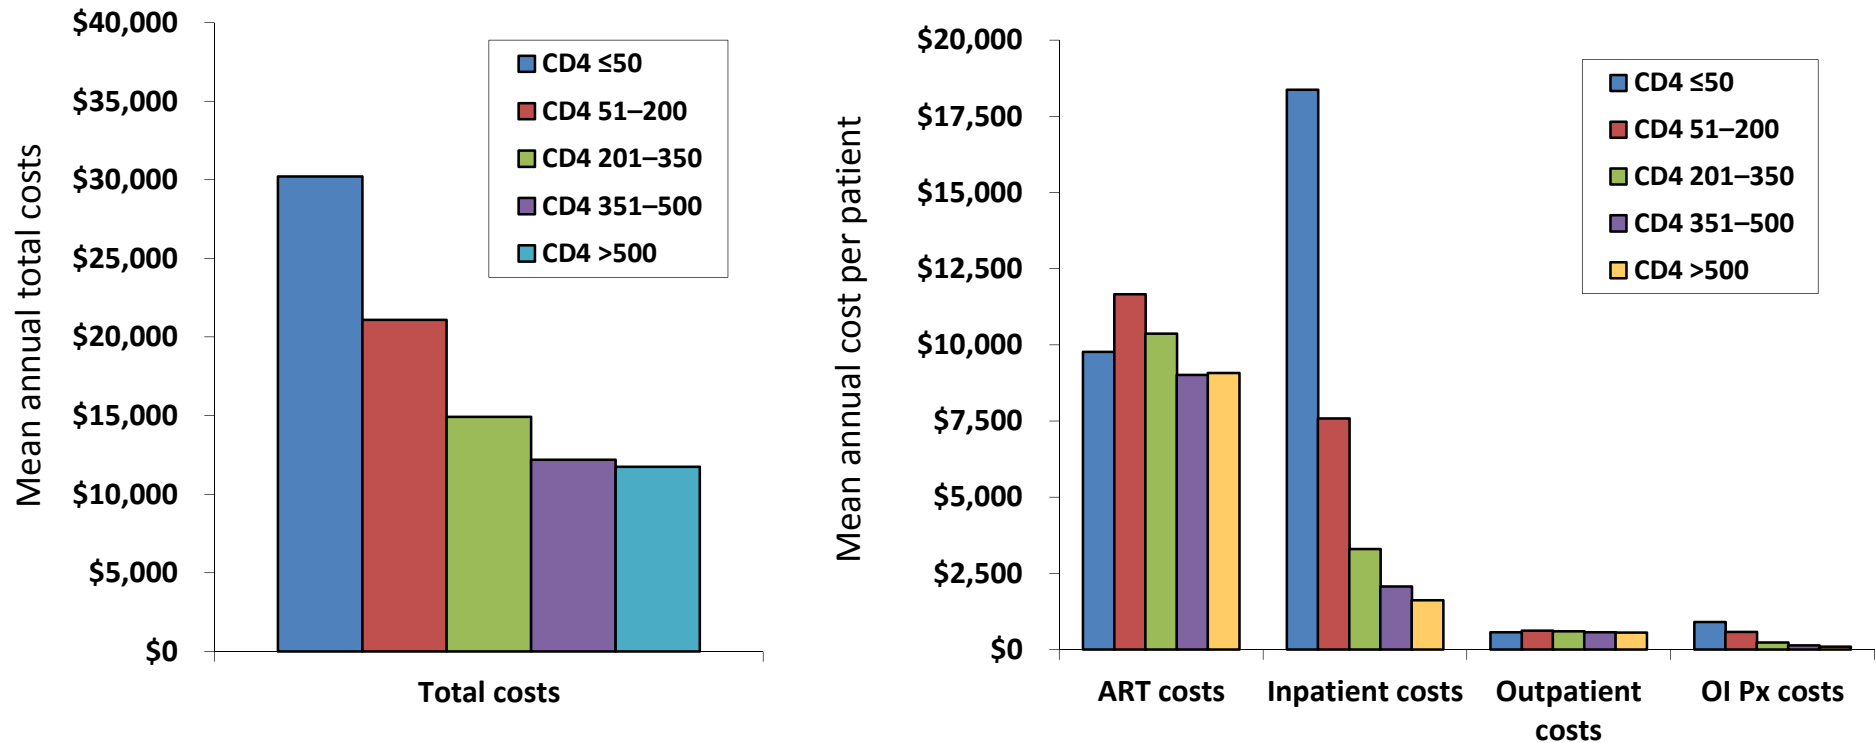 Mean annual total costs
$40,000
$35,000
$30,000
$25,000
$20,000
$15,000
$10,000
$5,000
$0
CD4 ≤50
CD4 51–200
CD4 201–350
CD4 351–500
CD4 >500
Total costs
Mean annual cost per patient
$20,000
$17,500
$15,000
$12,500
$10,000
$7,500
$5,000
$2,500
$0
CD4 ≤50
CD4 51–200
CD4 201–350
CD4 351–500
CD4 >500
ART costs
Inpatient costs
Outpatient
costs
OI Px costs